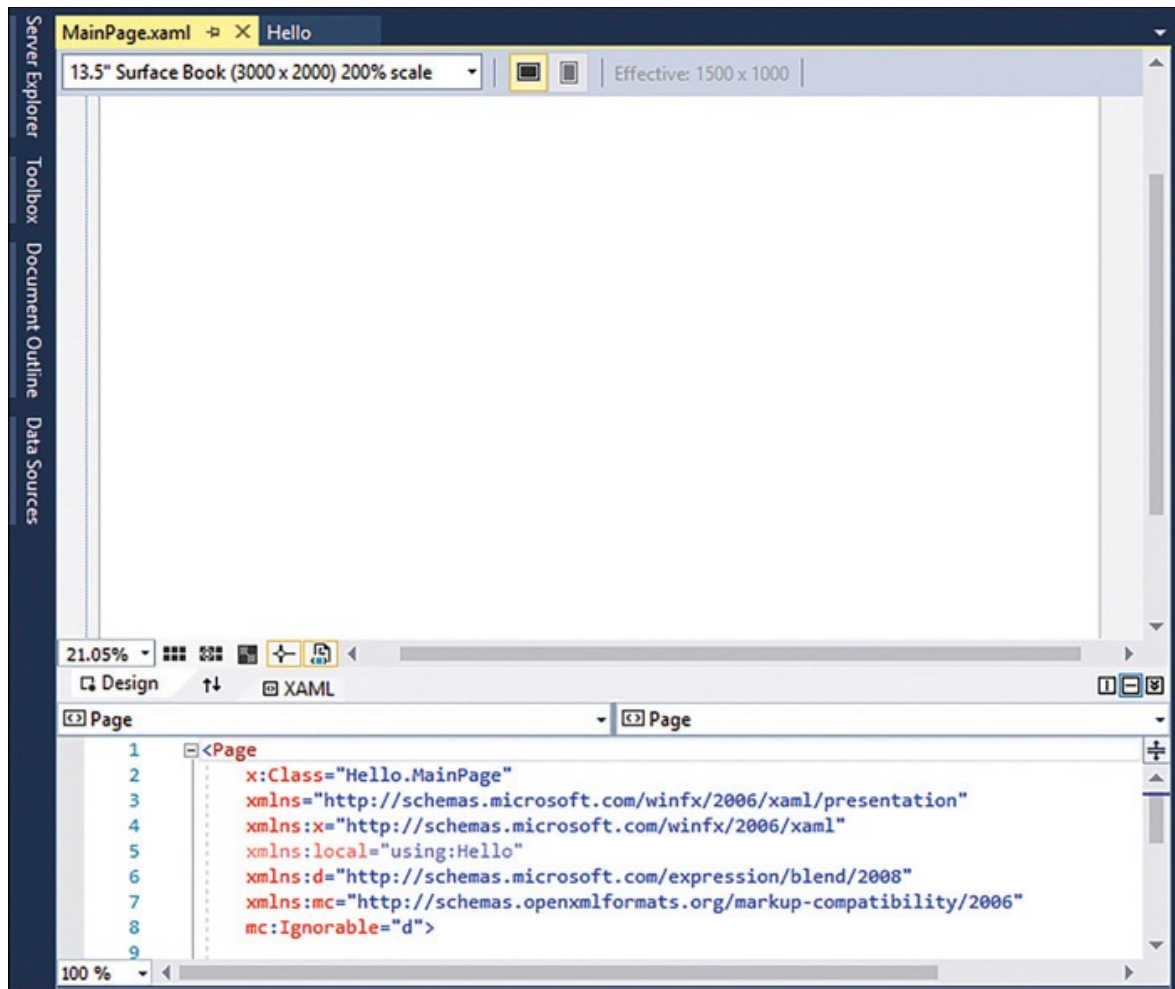 Server Explorer
Toolbox
Document Outline
Data Sources
MainPage.xaml
Hello
13.5" Surface Book (3000 x 2000) 200% scale
Effective: 1500 x 1000
21.05%
Design
XAML
Page
Page
1 <Page
2 x:Class="Hello.MainPage"
3 xmlns="http://schemas.microsoft.com/winfx/2006/xaml/presentation"
4 xmlns:x="http://schemas.microsoft.com/winfx/2006/xaml"
5 xmlns:local="using:Hello"
6 xmlns:d="http://schemas.microsoft.com/expression/blend/2008"
7 xmlns:mc="http://schemas.openxmlformats.org/markup-compatibility/2006"
8 mc:Ignorable="d">
9
100 %